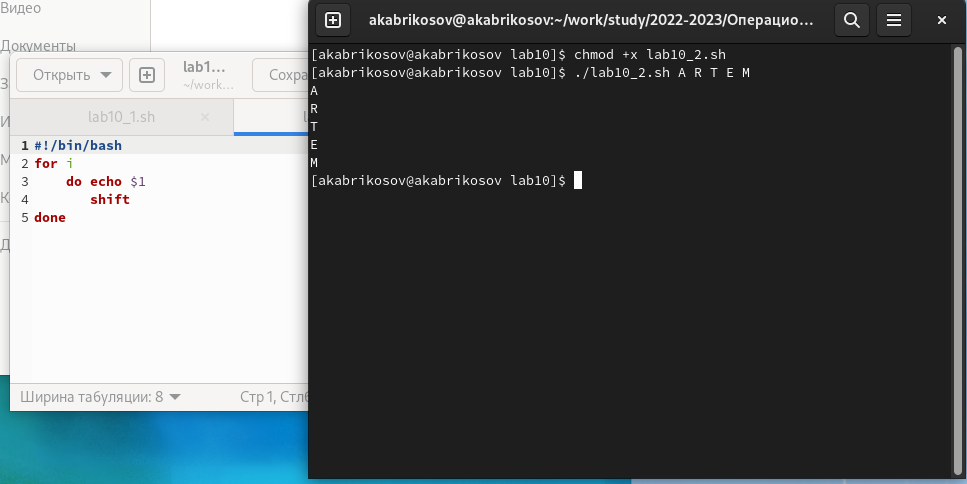 Видео
Документы
З
И
М
К
Д
Открыть
lab1...
~/work...
Сохра
lab10_1.sh ×
l
1 #!/bin/bash
2 for i
3     do echo $1
4        shift
5 done
Ширина табуляции: 8
Стр 1, Стлб
akabrikosov@akabrikosov:~/work/study/2022-2023/Операцио...
[akabrikosov@akabrikosov lab10]$ chmod +x lab10_2.sh
[akabrikosov@akabrikosov lab10]$ ./lab10_2.sh A R T E M
A
R
T
E
M
[akabrikosov@akabrikosov lab10]$